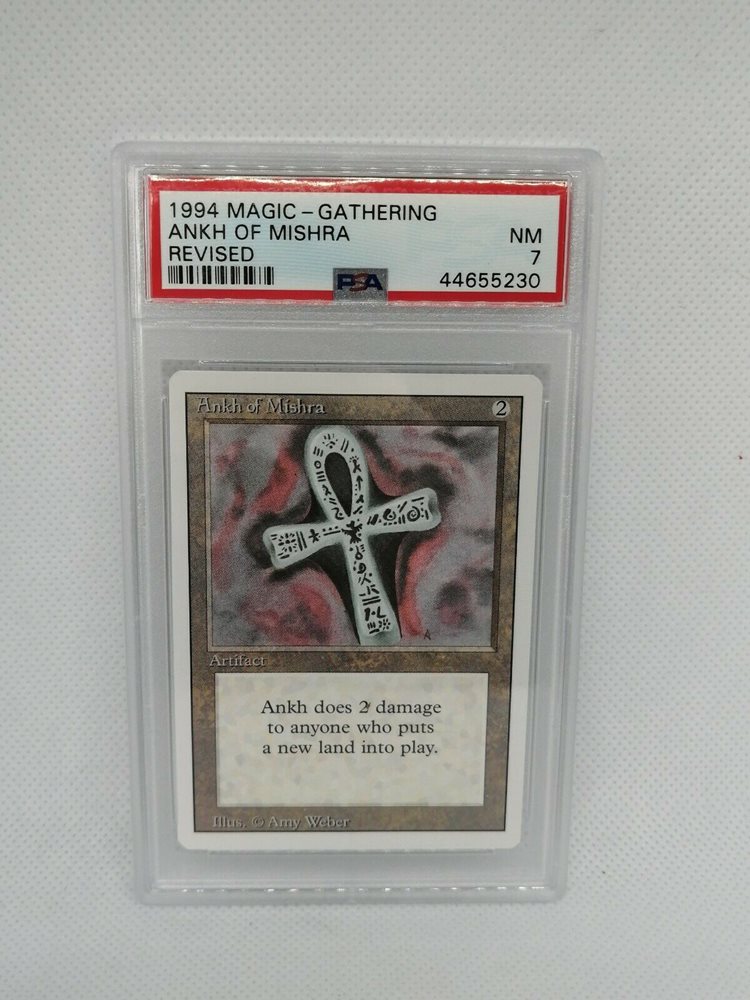 1994 MAGIC – GATHERING
ANKH OF MISHRA NM
REVISED 7
PSA 44655230
Ankh of Mishra 2
Artifact
Ankh does 2 damage
to anyone who puts
a new land into play.
Illus. © Amy Weber